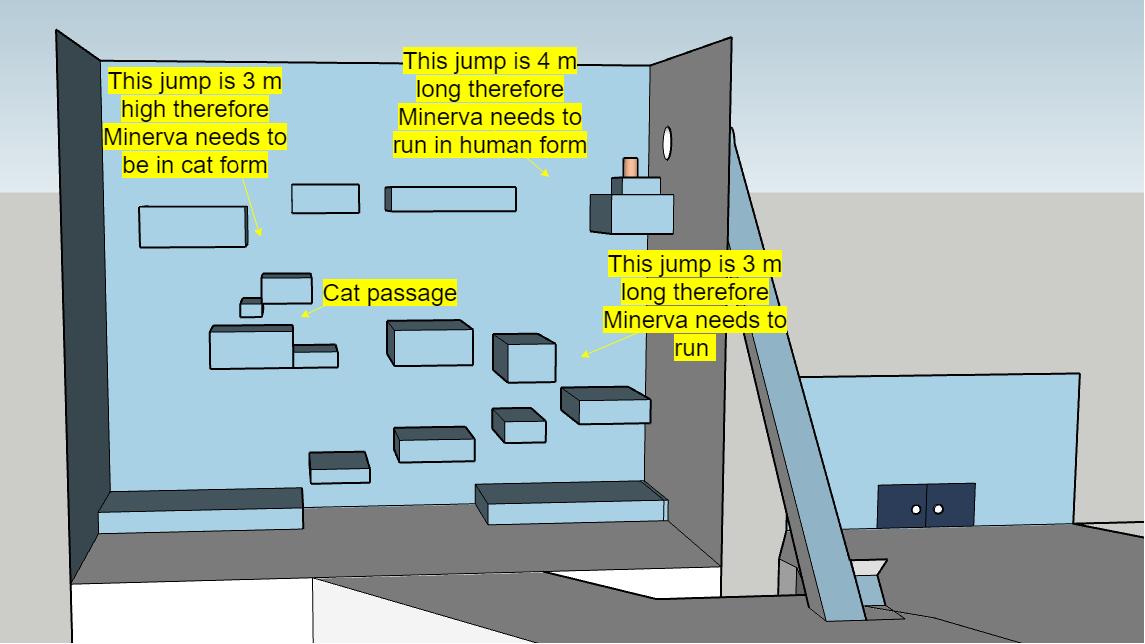 This jump is 3 m
high therefore
Minerva needs to
be in cat form
This jump is 4 m
long therefore
Minerva needs to
run in human form
Cat passage
This jump is 3 m
long therefore
Minerva needs to
run